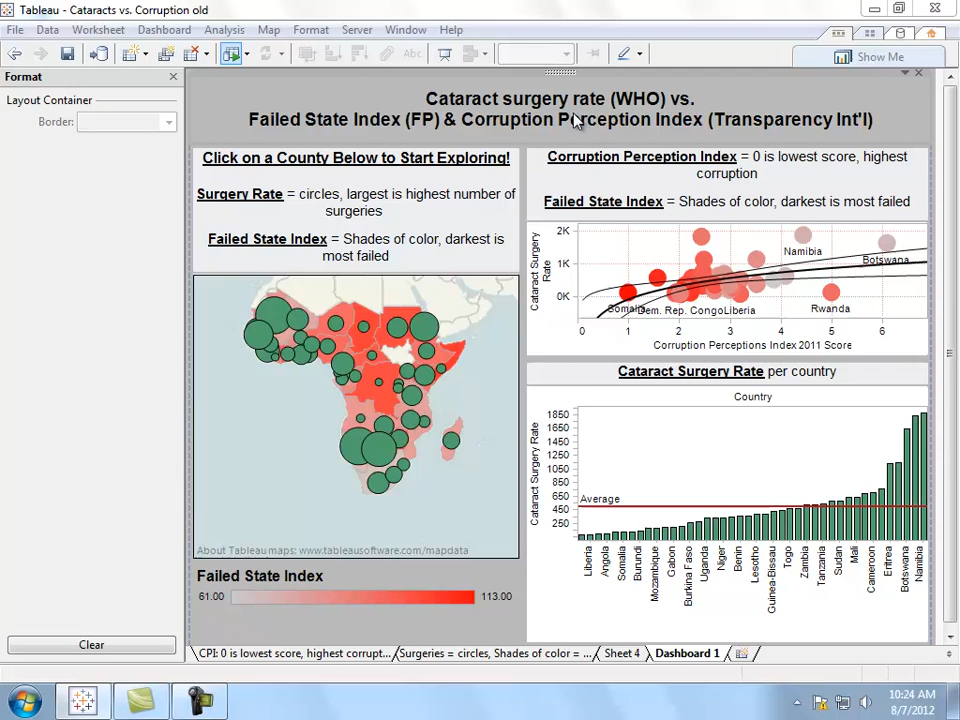 Tableau - Cataracts vs. Corruption old
File Data Worksheet Dashboard Analysis Map Format Server Window Help
Abc
Show Me
Format
Layout Container
Border:
Clear
Cataract surgery rate (WHO) vs.
Failed State Index (FP) & Corruption Perception Index (Transparency Int'l)
Click on a County Below to Start Exploring!
Surgery Rate = circles, largest is highest number of
surgeries
Failed State Index = Shades of color, darkest is
most failed
About Tableau maps: www.tableausoftware.com/mapdata
Failed State Index
61.00 113.00
Corruption Perception Index = 0 is lowest score, highest
corruption
Failed State Index = Shades of color, darkest is most failed
Cataract Surgery
Rate
2K
1K
0K
Namibia
Botswana
Somalia
Dem. Rep. Congo
Liberia
Rwanda
0 1 2 3 4 5 6
Corruption Perceptions Index 2011 Score
Cataract Surgery Rate per country
Country
Cataract Surgery Rate
1850
1650
1450
1250
1050
850
650
450
250
Average
Liberia
Angola
Somalia
Burundi
Mozambique
Gabon
Burkina Faso
Uganda
Niger
Benin
Lesotho
Guinea-Bissau
Togo
Zambia
Tanzania
Sudan
Mali
Cameroon
Eritrea
Botswana
Namibia
CPI: 0 is lowest score, highest corrupt...
Surgeries = circles, Shades of color = ...
Sheet 4
Dashboard 1
10:24 AM
8/7/2012